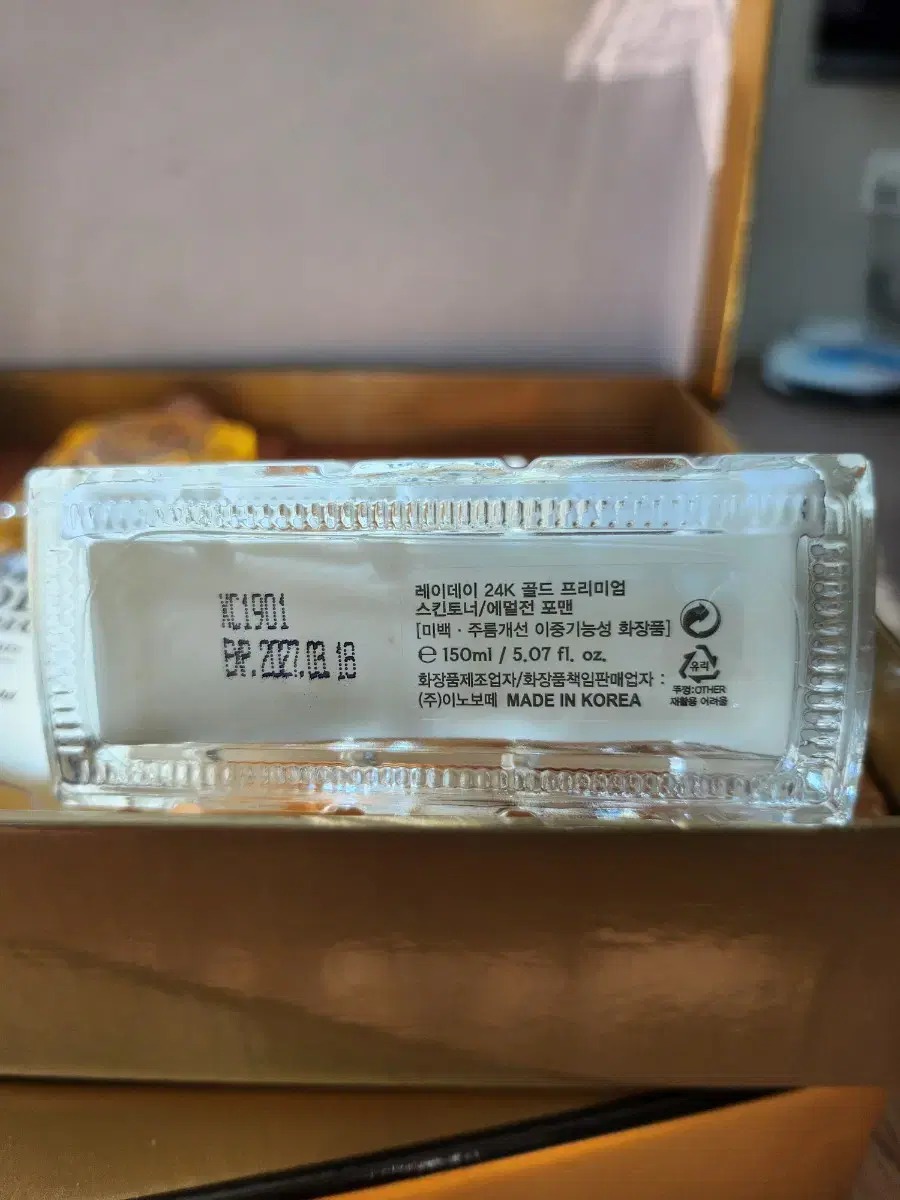 XC1901
EXP.2027.03.18
레이데이 24K 골드 프리미엄
스킨토너/에멀전 포맨
[미백 · 주름개선 이중기능성 화장품]
℮ 150ml / 5.07 fl. oz.
화장품제조업자/화장품책임판매업자 :
(주)이노보떼 MADE IN KOREA
유리
뚜껑:OTHER
재활용 어려움